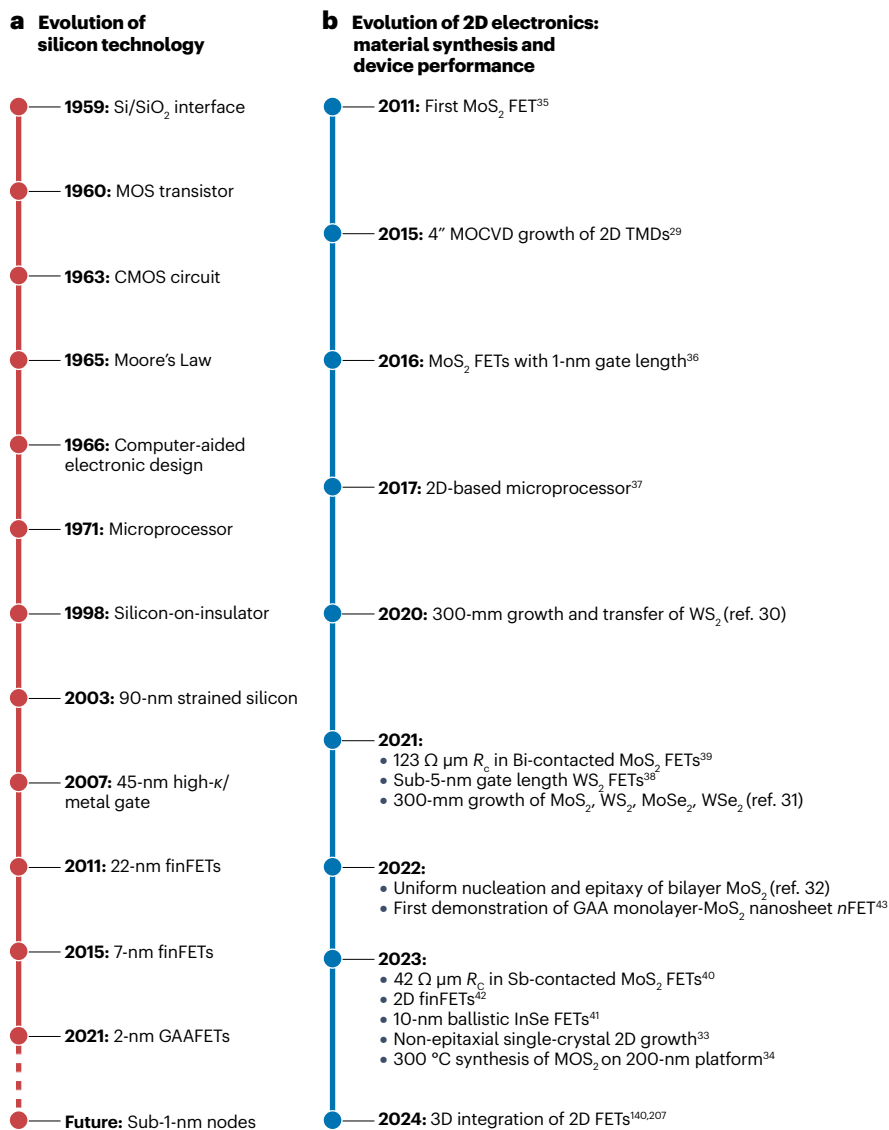 a Evolution of
silicon technology
1959: Si/SiO₂ interface
1960: MOS transistor
1963: CMOS circuit
1965: Moore’s Law
1966: Computer-aided
electronic design
1971: Microprocessor
1998: Silicon-on-insulator
2003: 90-nm strained silicon
2007: 45-nm high-κ/
metal gate
2011: 22-nm finFETs
2015: 7-nm finFETs
2021: 2-nm GAAFETs
Future: Sub-1-nm nodes
b Evolution of 2D electronics:
material synthesis and
device performance
2011: First MoS₂ FET³⁵
2015: 4″ MOCVD growth of 2D TMDs²⁹
2016: MoS₂ FETs with 1-nm gate length³⁶
2017: 2D-based microprocessor³⁷
2020: 300-mm growth and transfer of WS₂ (ref. 30)
2021:
• 123 Ω µm R꜀ in Bi-contacted MoS₂ FETs³⁹
• Sub-5-nm gate length WS₂ FETs³⁸
• 300-mm growth of MoS₂, WS₂, MoSe₂, WSe₂ (ref. 31)
2022:
• Uniform nucleation and epitaxy of bilayer MoS₂ (ref. 32)
• First demonstration of GAA monolayer-MoS₂ nanosheet nFET⁴³
2023:
• 42 Ω µm R_C in Sb-contacted MoS₂ FETs⁴⁰
• 2D finFETs⁴²
• 10-nm ballistic InSe FETs⁴¹
• Non-epitaxial single-crystal 2D growth³³
• 300 °C synthesis of MOS₂ on 200-nm platform³⁴
2024: 3D integration of 2D FETs¹⁴⁰,²⁰⁷